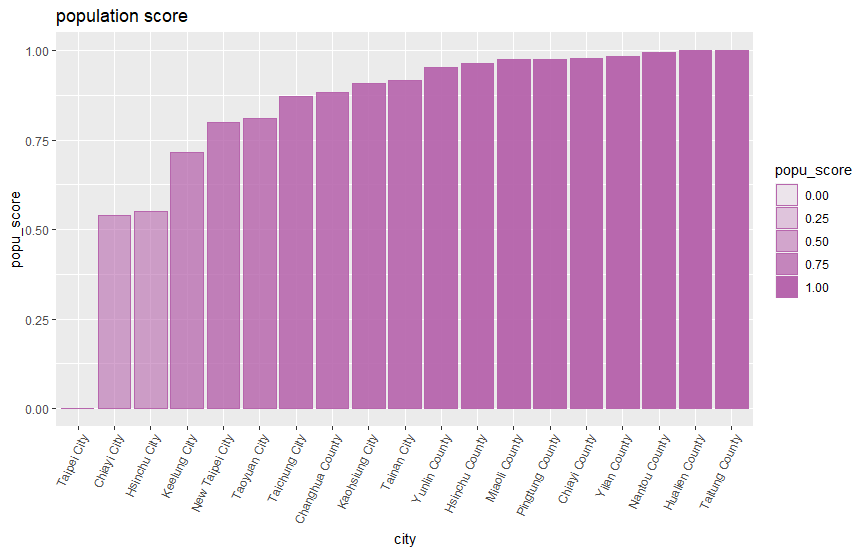 population score
popu_score
1.00
0.75
0.50
0.25
0.00
Taipei City
Chiayi City
Hsinchu City
Keelung City
New Taipei City
Taoyuan City
Taichung City
Changhua County
Kaohsiung City
Tainan City
Yunlin County
Hsinchu County
Miaoli County
Pingtung County
Chiayi County
Yilan County
Nantou County
Hualien County
Taitung County
city
popu_score
0.00
0.25
0.50
0.75
1.00